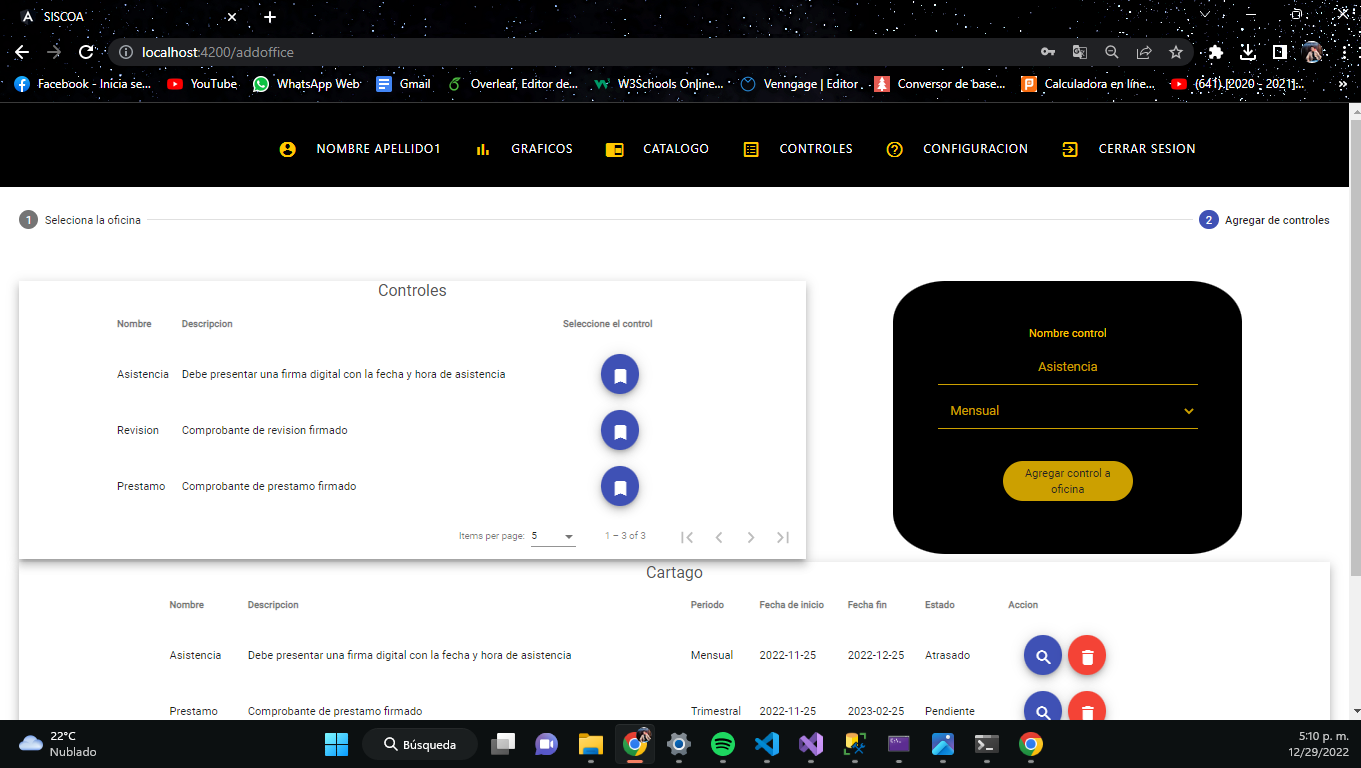 SISCOA
localhost:4200/addoffice
Facebook - Inicia se... YouTube WhatsApp Web Gmail Overleaf, Editor de... W3Schools Online... Venngage | Editor... Conversor de base... Calculadora en líne... (641) [2020 - 2021]... »
NOMBRE APELLIDO1 GRAFICOS CATALOGO CONTROLES CONFIGURACION CERRAR SESION
1 Seleciona la oficina 2 Agregar de controles
Controles
Nombre Descripcion Seleccione el control
Asistencia Debe presentar una firma digital con la fecha y hora de asistencia
Revision Comprobante de revision firmado
Prestamo Comprobante de prestamo firmado
Items per page: 5 1 – 3 of 3
Nombre control
Asistencia
Mensual
Agregar control a
oficina
Cartago
Nombre Descripcion Periodo Fecha de inicio Fecha fin Estado Accion
Asistencia Debe presentar una firma digital con la fecha y hora de asistencia Mensual 2022-11-25 2022-12-25 Atrasado
Prestamo Comprobante de prestamo firmado Trimestral 2022-11-25 2023-02-25 Pendiente
22°C
Nublado
Búsqueda
5:10 p. m.
12/29/2022